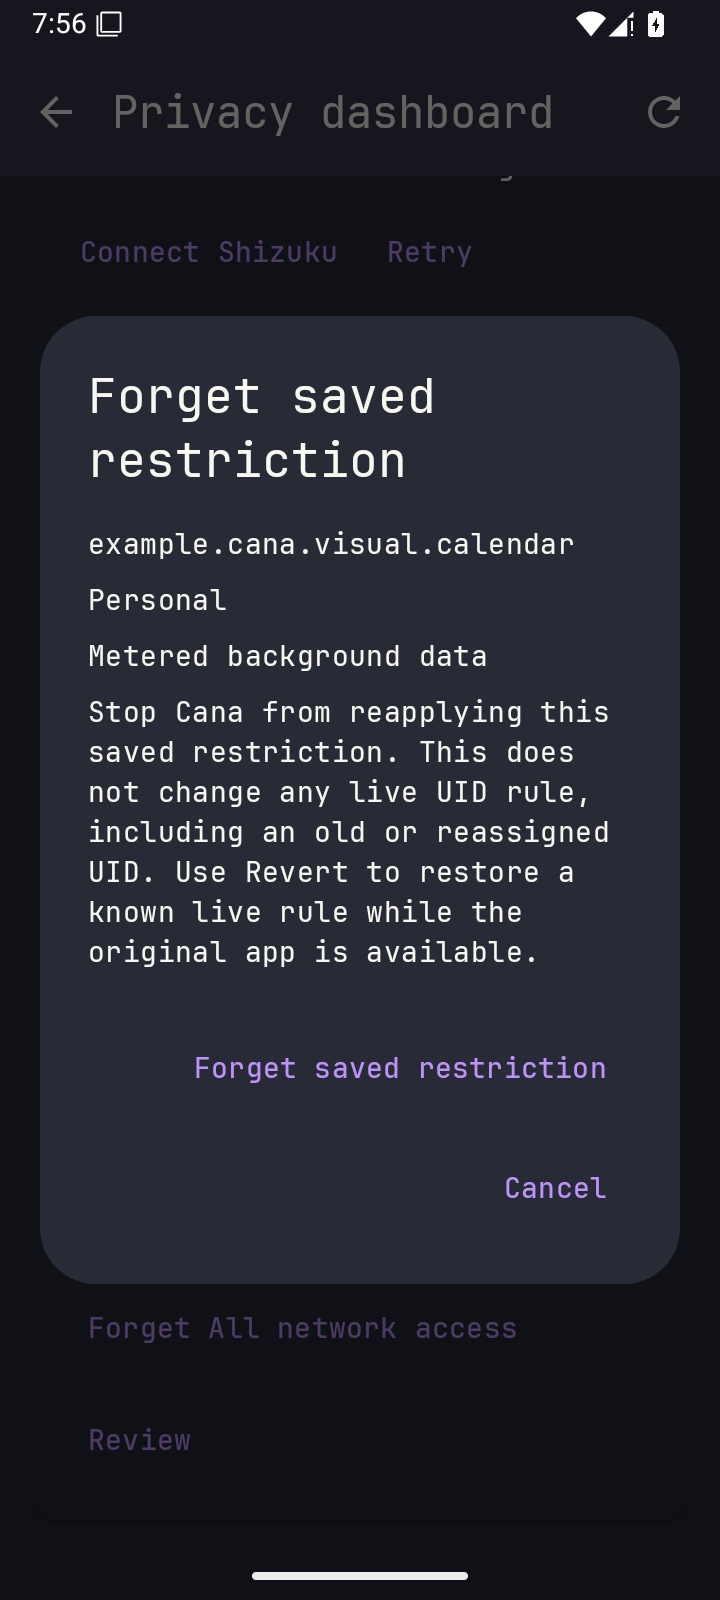 7:56
Privacy dashboard
Connect Shizuku Retry
Forget saved
restriction
example.cana.visual.calendar
Personal
Metered background data
Stop Cana from reapplying this
saved restriction. This does
not change any live UID rule,
including an old or reassigned
UID. Use Revert to restore a
known live rule while the
original app is available.
Forget saved restriction
Cancel
Forget All network access
Review